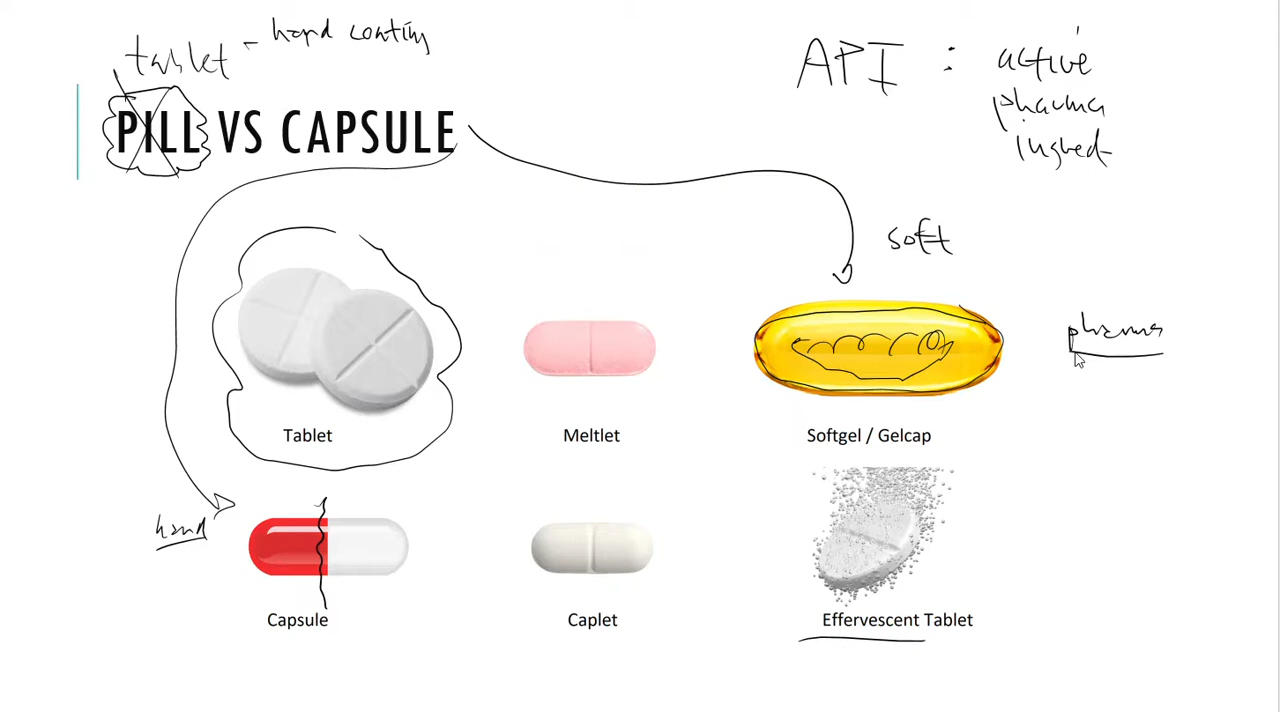 tablet - hard coating
API : active
pharma
ingred
PILL VS CAPSULE
soft
pharma
Tablet
Meltlet
Softgel / Gelcap
hard
Capsule
Caplet
Effervescent Tablet